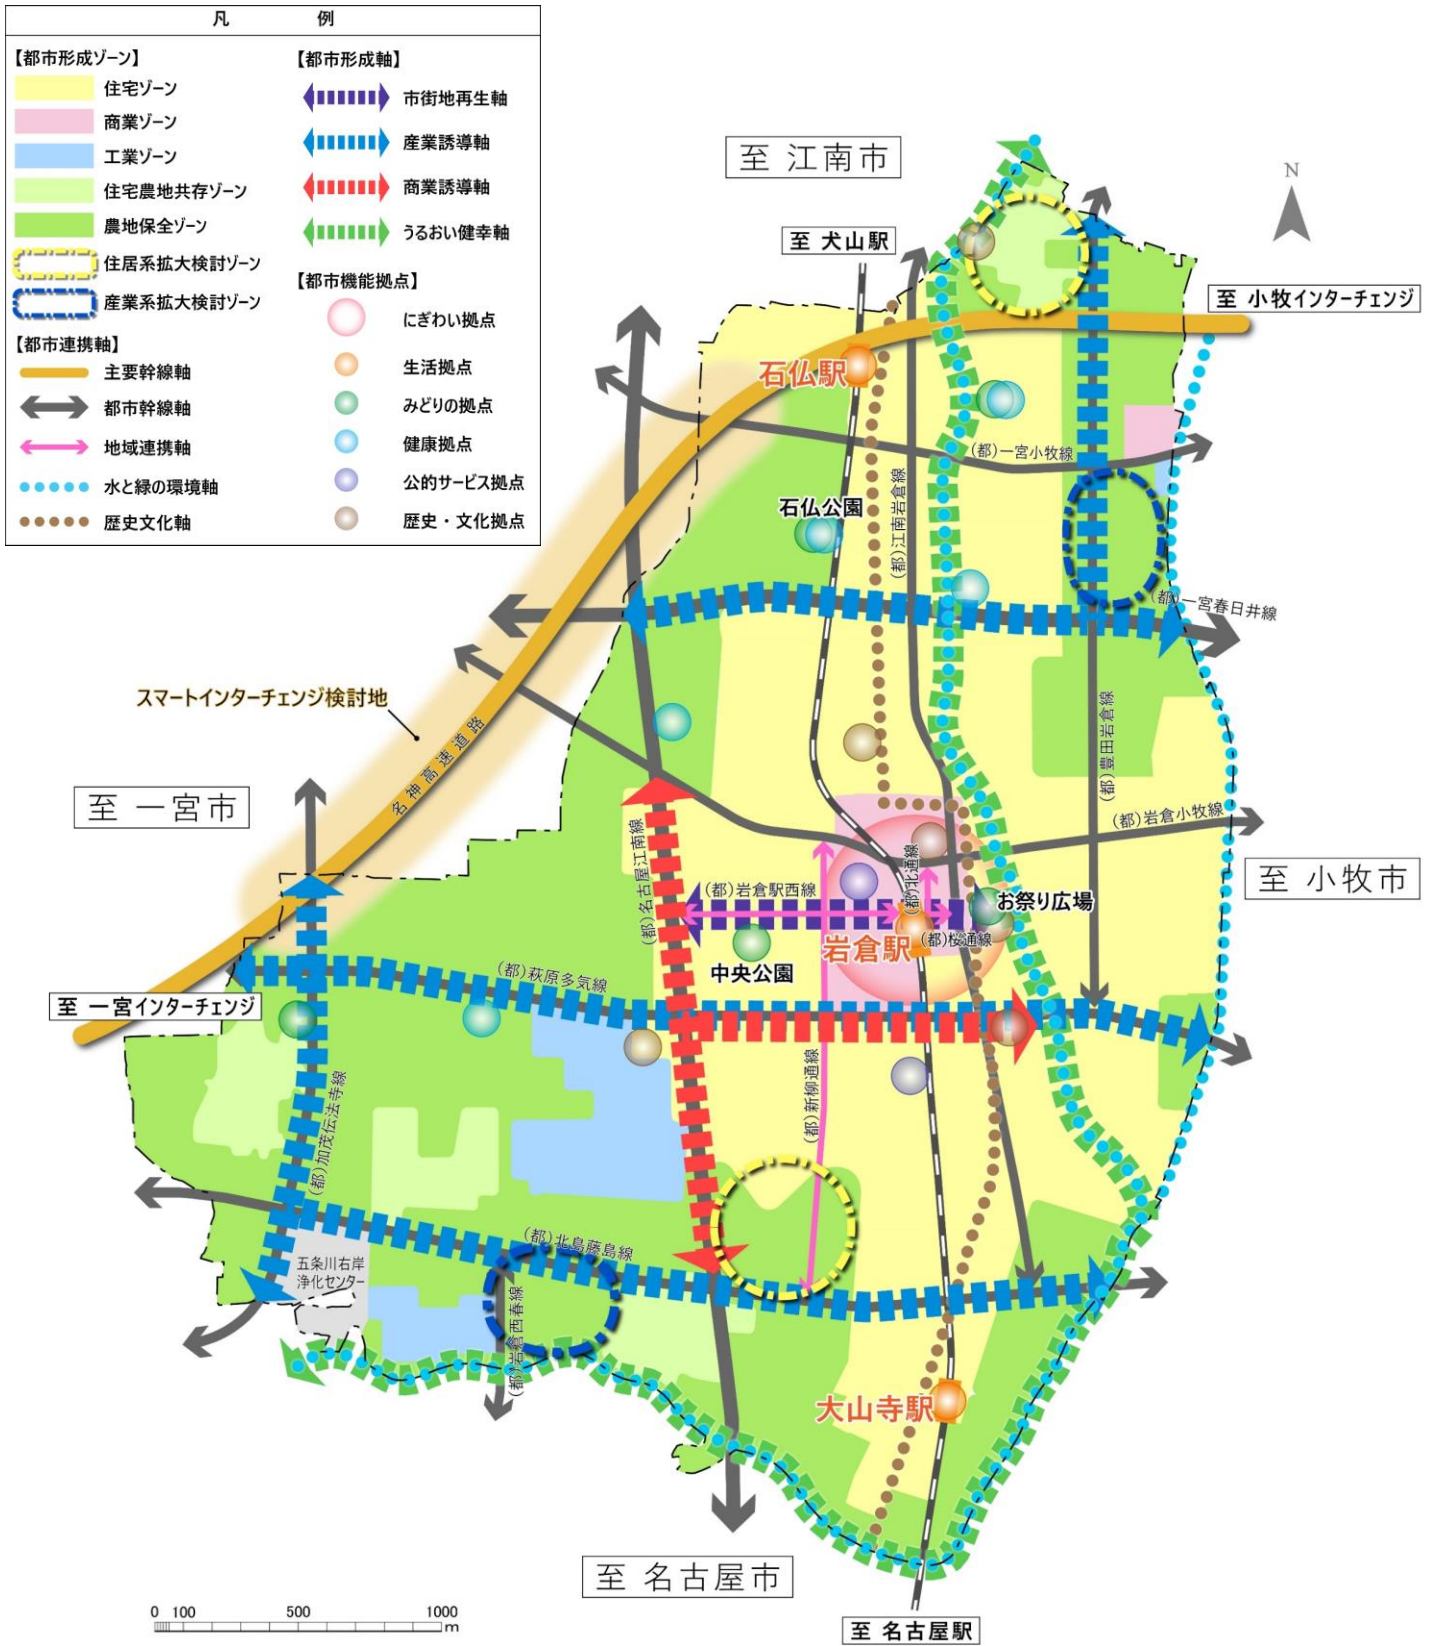 凡 例
【都市形成ゾーン】
住宅ゾーン
商業ゾーン
工業ゾーン
住宅農地共存ゾーン
農地保全ゾーン
住居系拡大検討ゾーン
産業系拡大検討ゾーン
【都市連携軸】
主要幹線軸
都市幹線軸
地域連携軸
水と緑の環境軸
歴史文化軸
【都市形成軸】
市街地再生軸
産業誘導軸
商業誘導軸
うるおい健幸軸
【都市機能拠点】
にぎわい拠点
生活拠点
みどりの拠点
健康拠点
公的サービス拠点
歴史・文化拠点
至 江南市
N
至 犬山駅
至 小牧インターチェンジ
石仏駅
(都)一宮小牧線
石仏公園
(都)江南岩倉線
(都)一宮春日井線
スマートインターチェンジ検討地
名神高速道路
(都)豊田岩倉線
至 一宮市
(都)岩倉小牧線
(都)名古屋江南線
(都)北通線
至 小牧市
(都)岩倉駅西線
お祭り広場
岩倉駅
(都)桜通線
中央公園
(都)萩原多気線
至 一宮インターチェンジ
(都)新柳通線
(都)加茂伝法寺線
(都)北島藤島線
五条川右岸
浄化センター
(都)岩倉西春線
大山寺駅
至 名古屋市
0 100 500 1000
m
至 名古屋駅